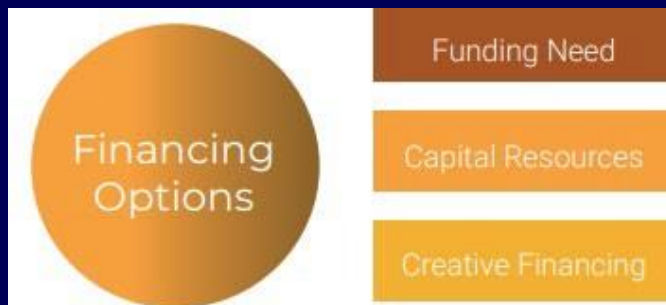 Financing
Options
Funding Need
Capital Resources
Creative Financing